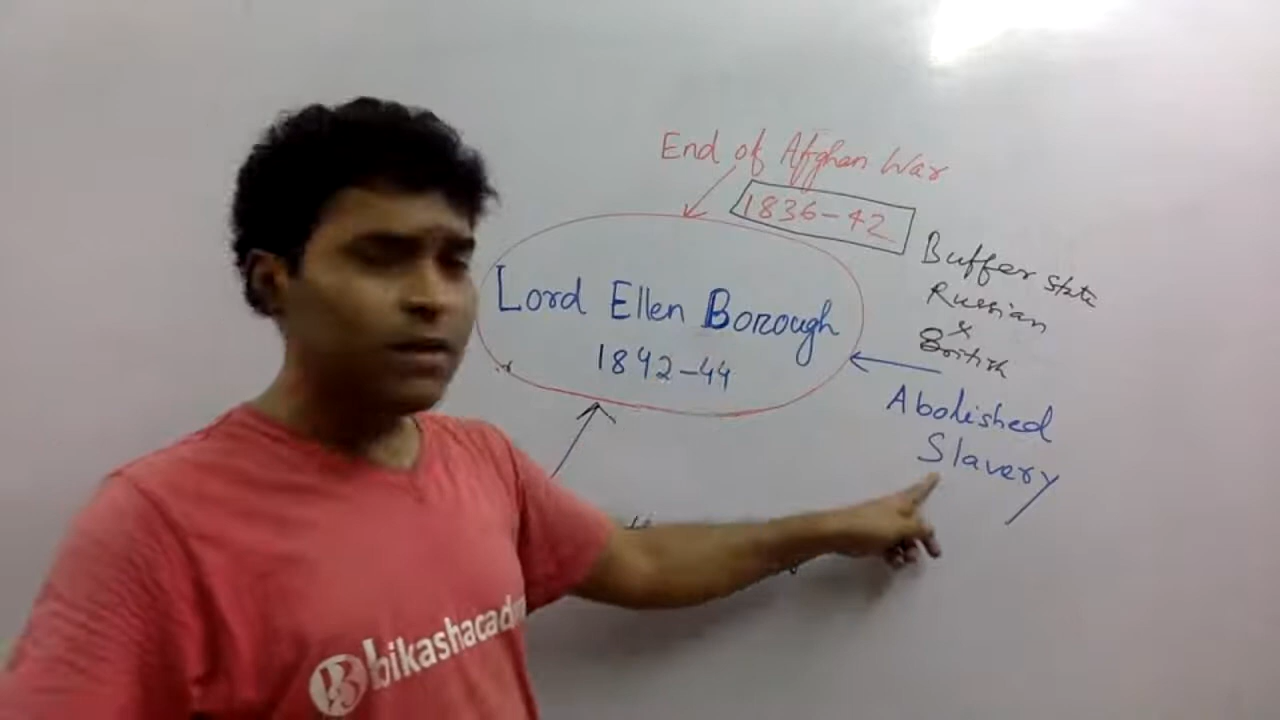 End of Afghan War
1836-42
Buffer state
Russian
x
British
Lord Ellen Borough
1842-44
Abolished
Slavery
bikashacad